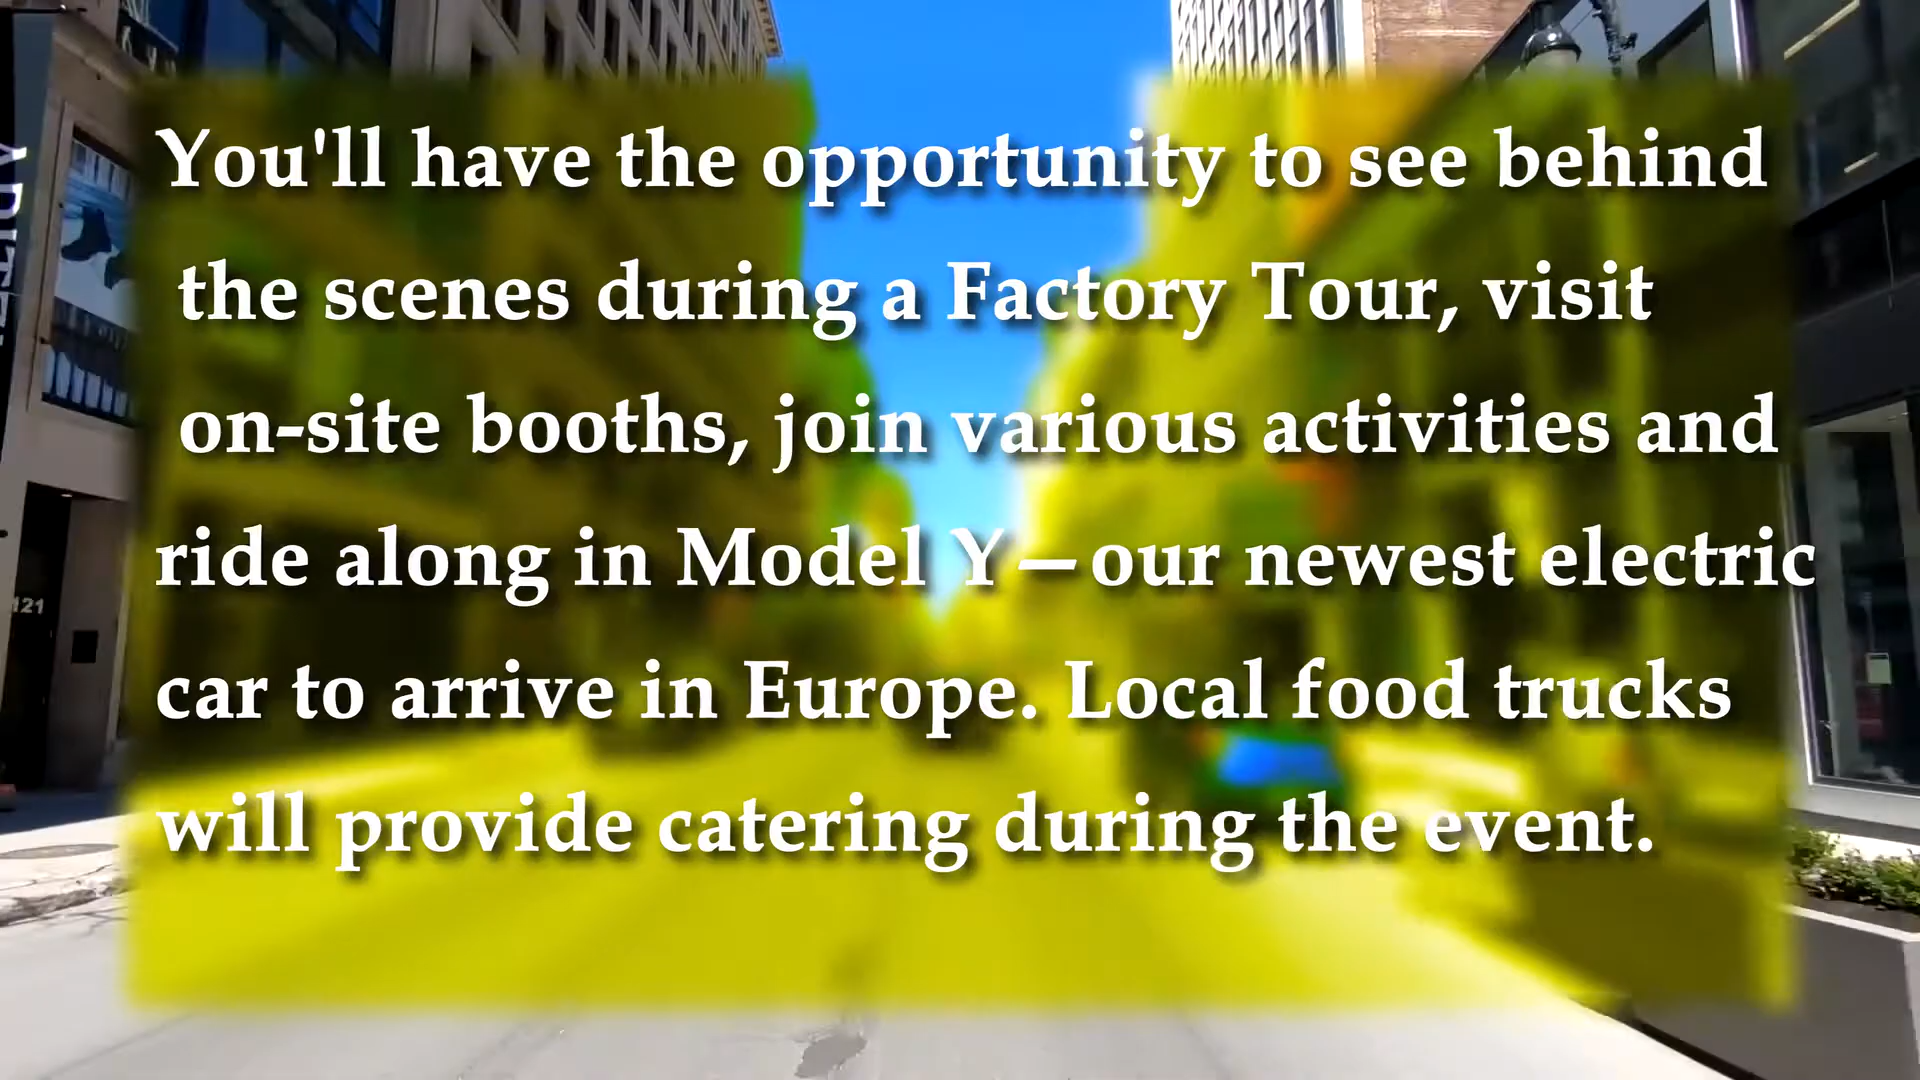 You'll have the opportunity to see behind
the scenes during a Factory Tour, visit
on-site booths, join various activities and
ride along in Model Y—our newest electric
car to arrive in Europe. Local food trucks
will provide catering during the event.
121